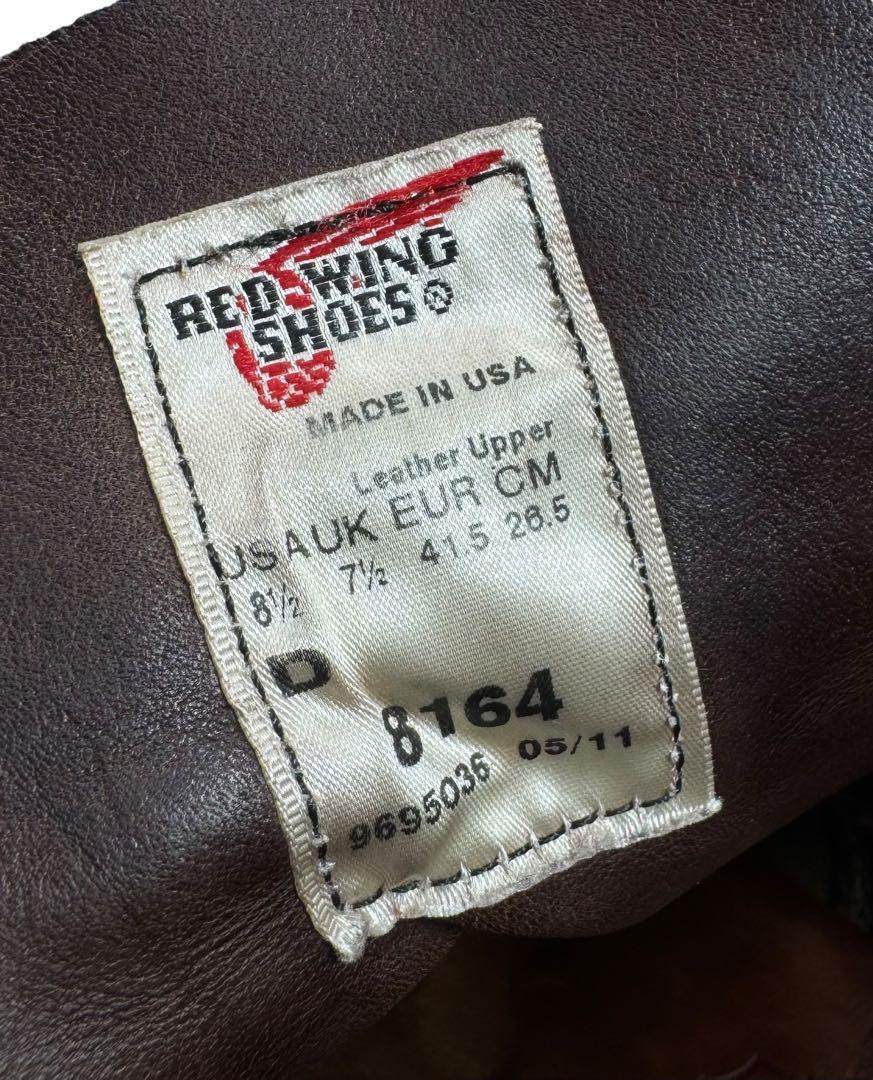 RED WING
SHOES®
MADE IN USA
Leather Upper
USA UK EUR CM
8½ 7½ 41.5 26.5
D
8164
9695036 05/11